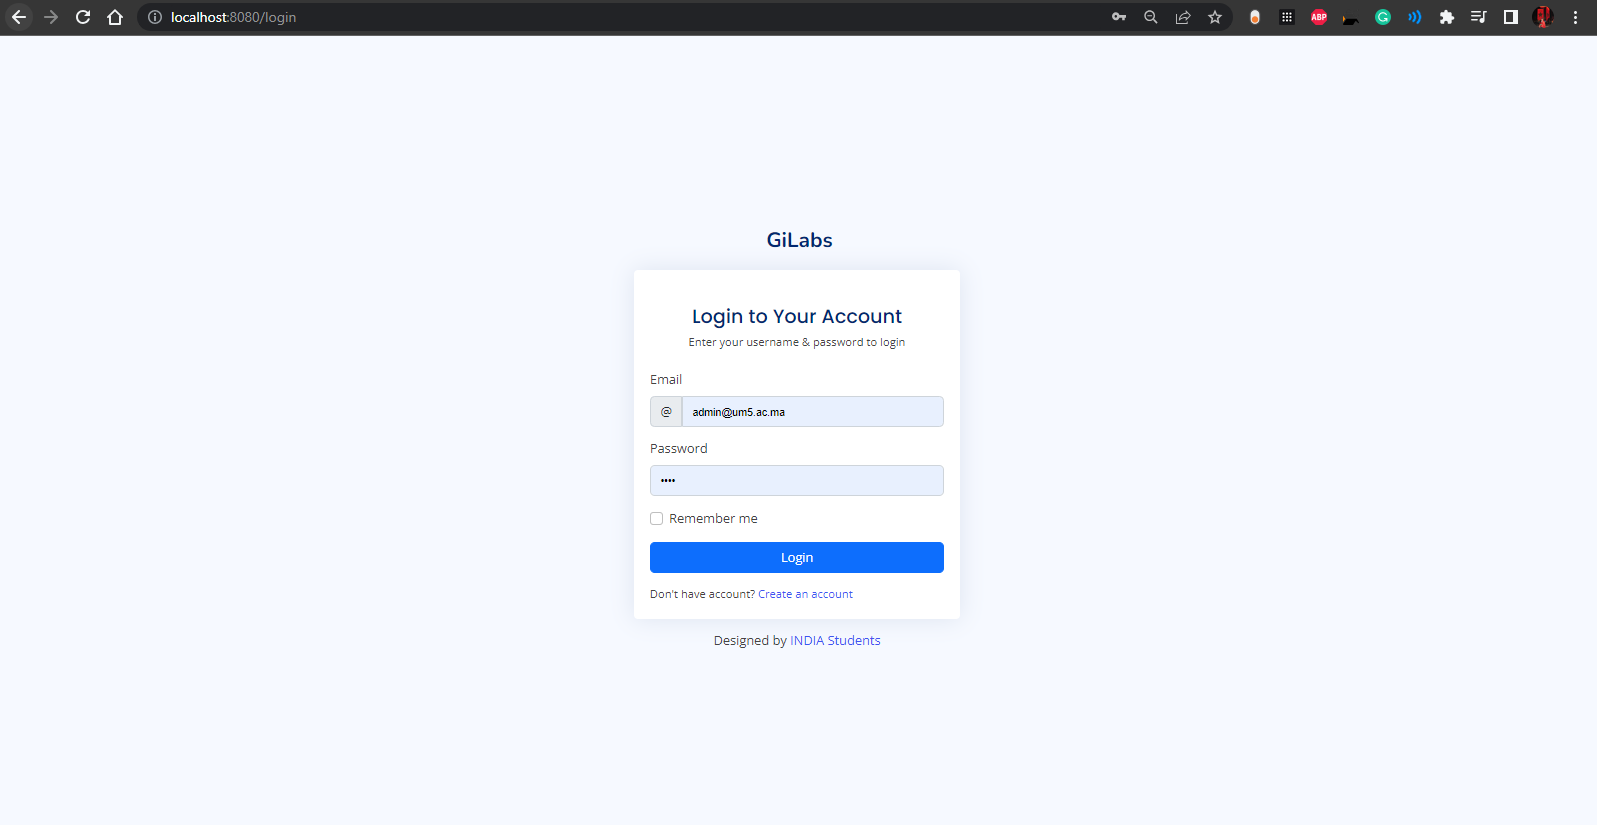 localhost:8080/login
ABP
GiLabs
Login to Your Account
Enter your username & password to login
Email
@ admin@um5.ac.ma
Password
••••
Remember me
Login
Don't have account? Create an account
Designed by INDIA Students